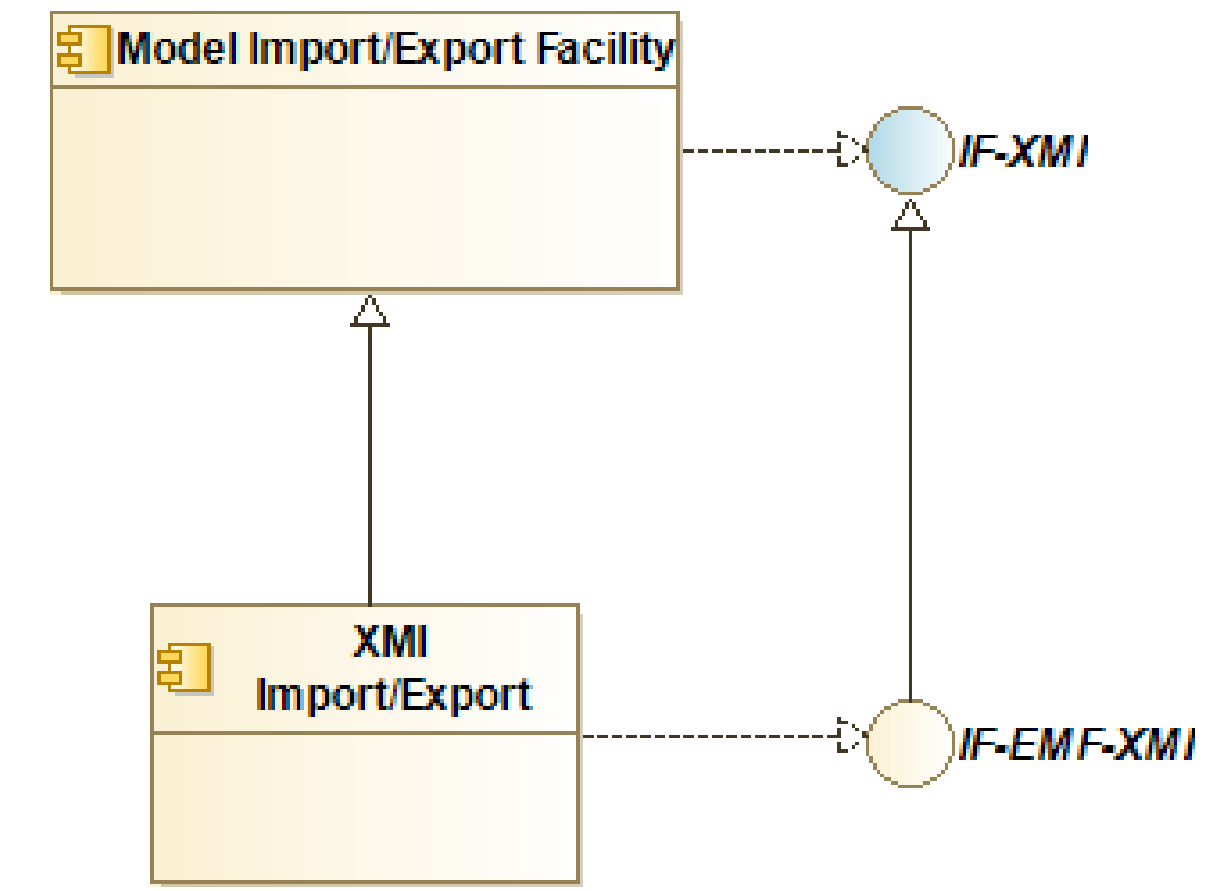 Model Import/Export Facility
IF-XMI
XMI
Import/Export
IF-EMF-XMI